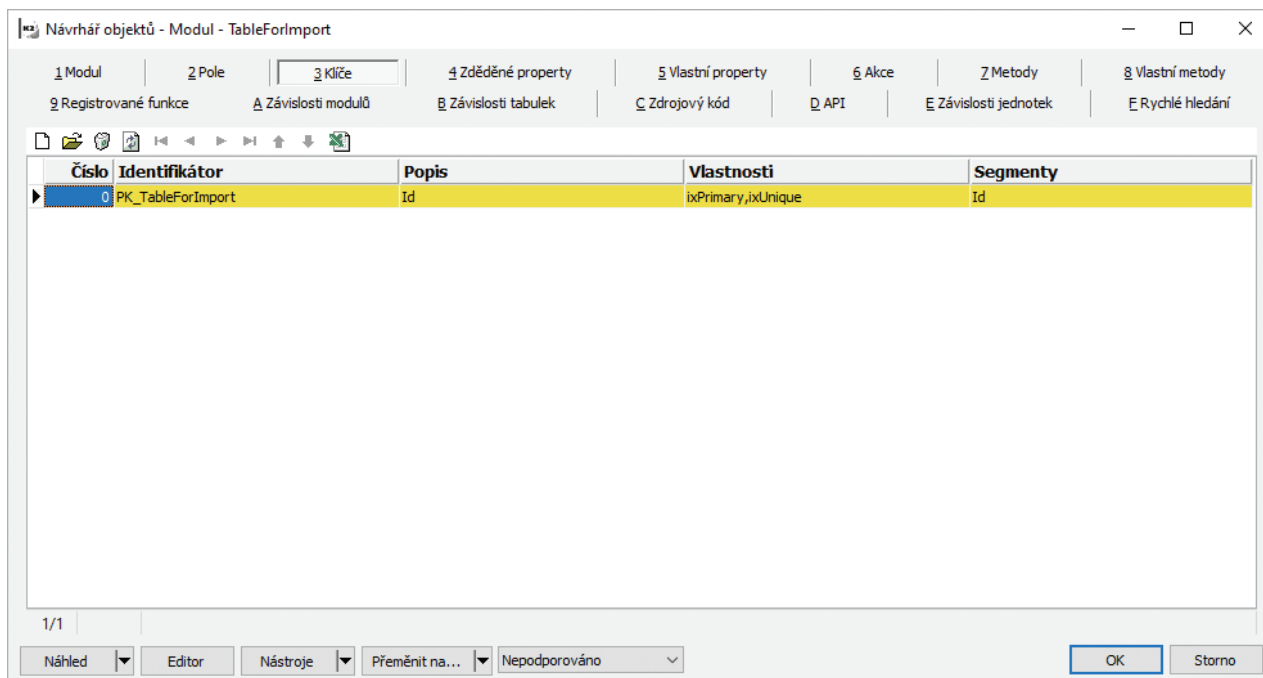 K2 Návrhář objektů - Modul - TableForImport
1 Modul 2 Pole 3 Klíče 4 Zděděné property 5 Vlastní property 6 Akce 7 Metody 8 Vlastní metody
9 Registrované funkce A Závislosti modulů B Závislosti tabulek C Zdrojový kód D API E Závislosti jednotek F Rychlé hledání
Číslo Identifikátor Popis Vlastnosti Segmenty
0 PK_TableForImport Id ixPrimary,ixUnique Id
1/1
Náhled Editor Nástroje Přeměnit na... Nepodporováno OK Storno